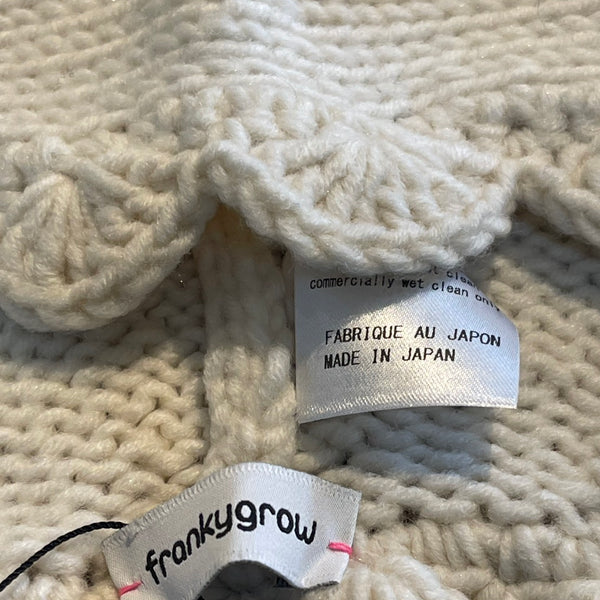 commercially wet clean only
FABRIQUE AU JAPON
MADE IN JAPAN
frankygrow